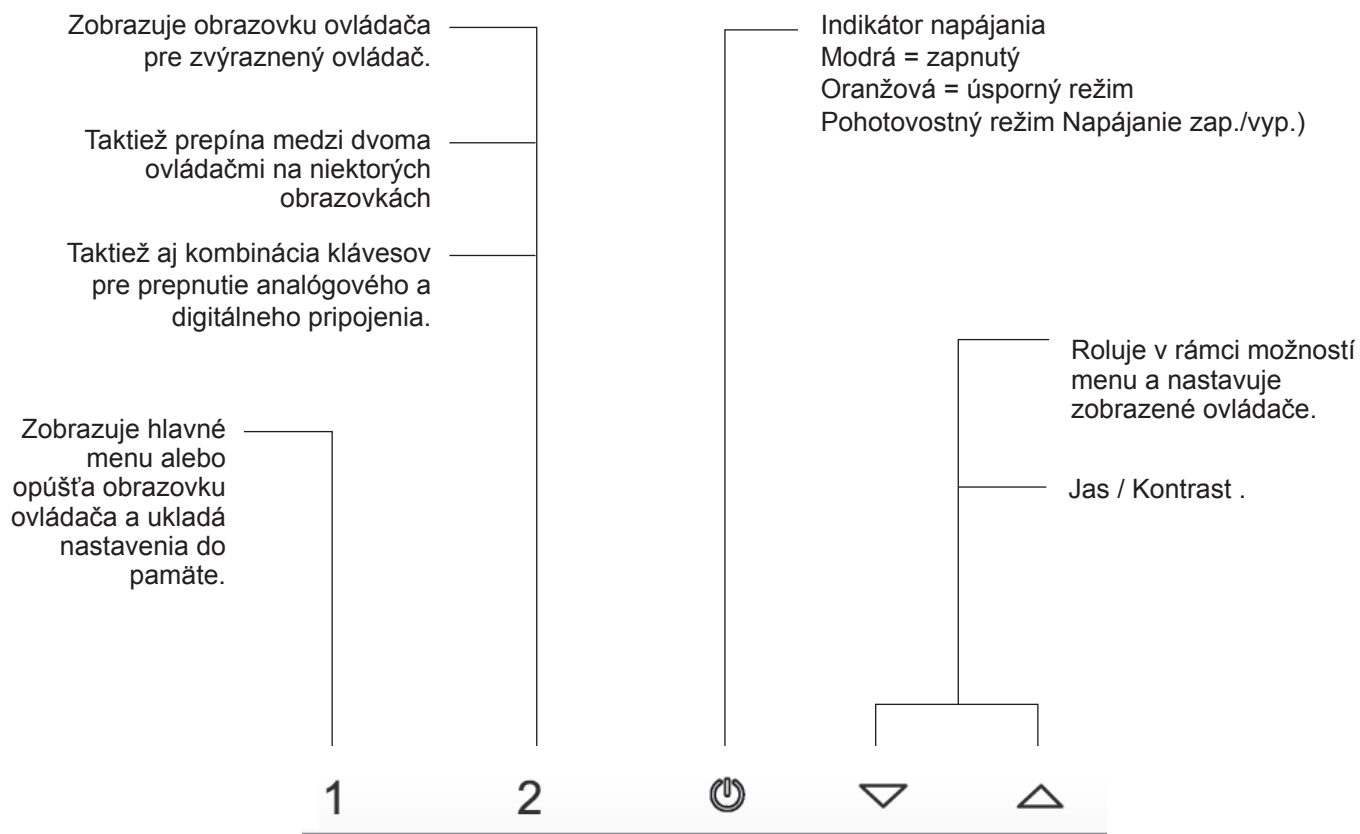 Zobrazuje obrazovku ovládača
pre zvýraznený ovládač.
Taktiež prepína medzi dvoma
ovládačmi na niektorých
obrazovkách
Taktiež aj kombinácia klávesov
pre prepnutie analógového a
digitálneho pripojenia.
Zobrazuje hlavné
menu alebo
opúšťa obrazovku
ovládača a ukladá
nastavenia do
pamäte.
Indikátor napájania
Modrá = zapnutý
Oranžová = úsporný režim
Pohotovostný režim Napájanie zap./vyp.)
Roluje v rámci možností
menu a nastavuje
zobrazené ovládače.
Jas / Kontrast .
1 2